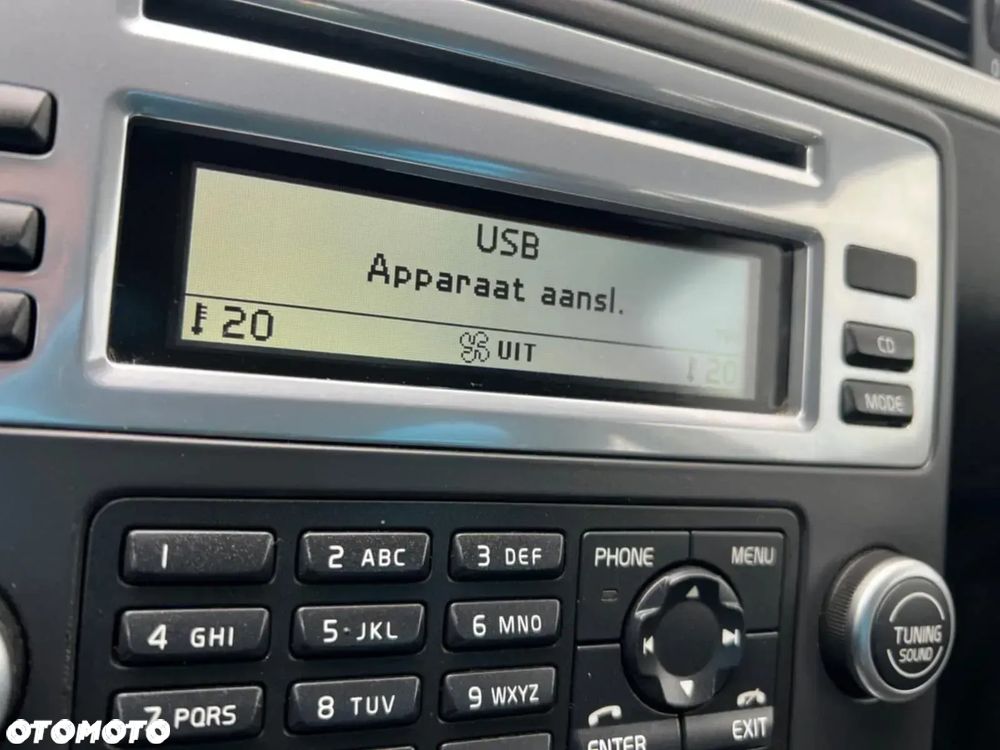 USB
Apparaat aansl.
20
UIT
20
CD
MODE
1
2 ABC
3 DEF
PHONE
MENU
4 GHI
5·JKL
6 MNO
TUNING
SOUND
7 PQRS
8 TUV
9 WXYZ
ENTER
EXIT
OTOMOTO